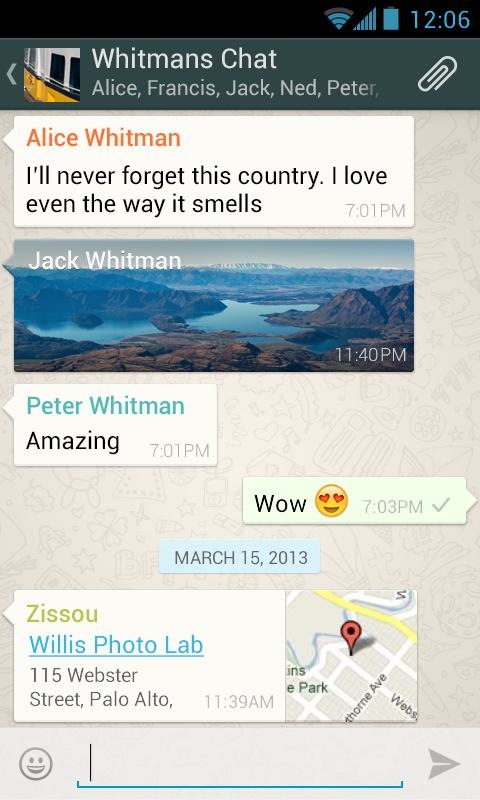 12:06
Whitmans Chat
Alice, Francis, Jack, Ned, Peter,
Alice Whitman
I'll never forget this country. I love
even the way it smells
7:01PM
Jack Whitman
11:40PM
Peter Whitman
Amazing
7:01PM
Wow 😍 7:03PM
MARCH 15, 2013
Zissou
Willis Photo Lab
115 Webster
Street, Palo Alto,
11:39AM
ins
e Park
thorne Ave
Webs